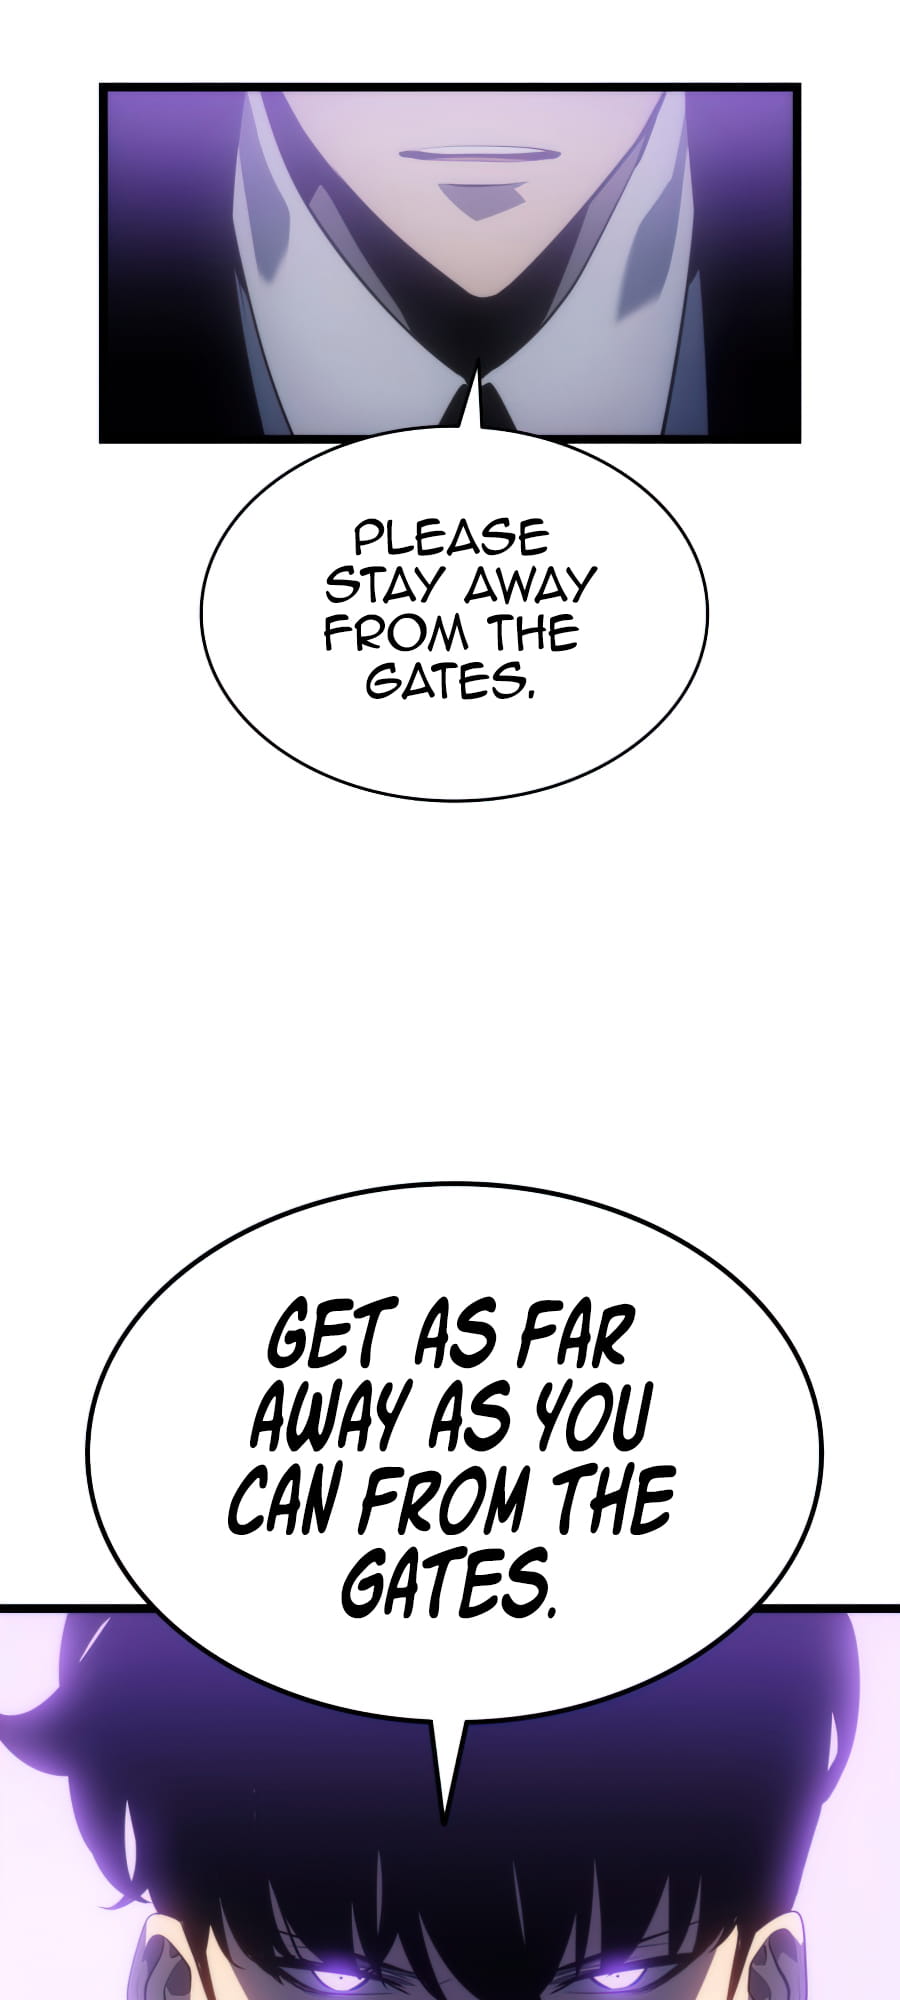 PLEASE
STAY AWAY
FROM THE
GATES.
GET AS FAR
AWAY AS YOU
CAN FROM THE
GATES.